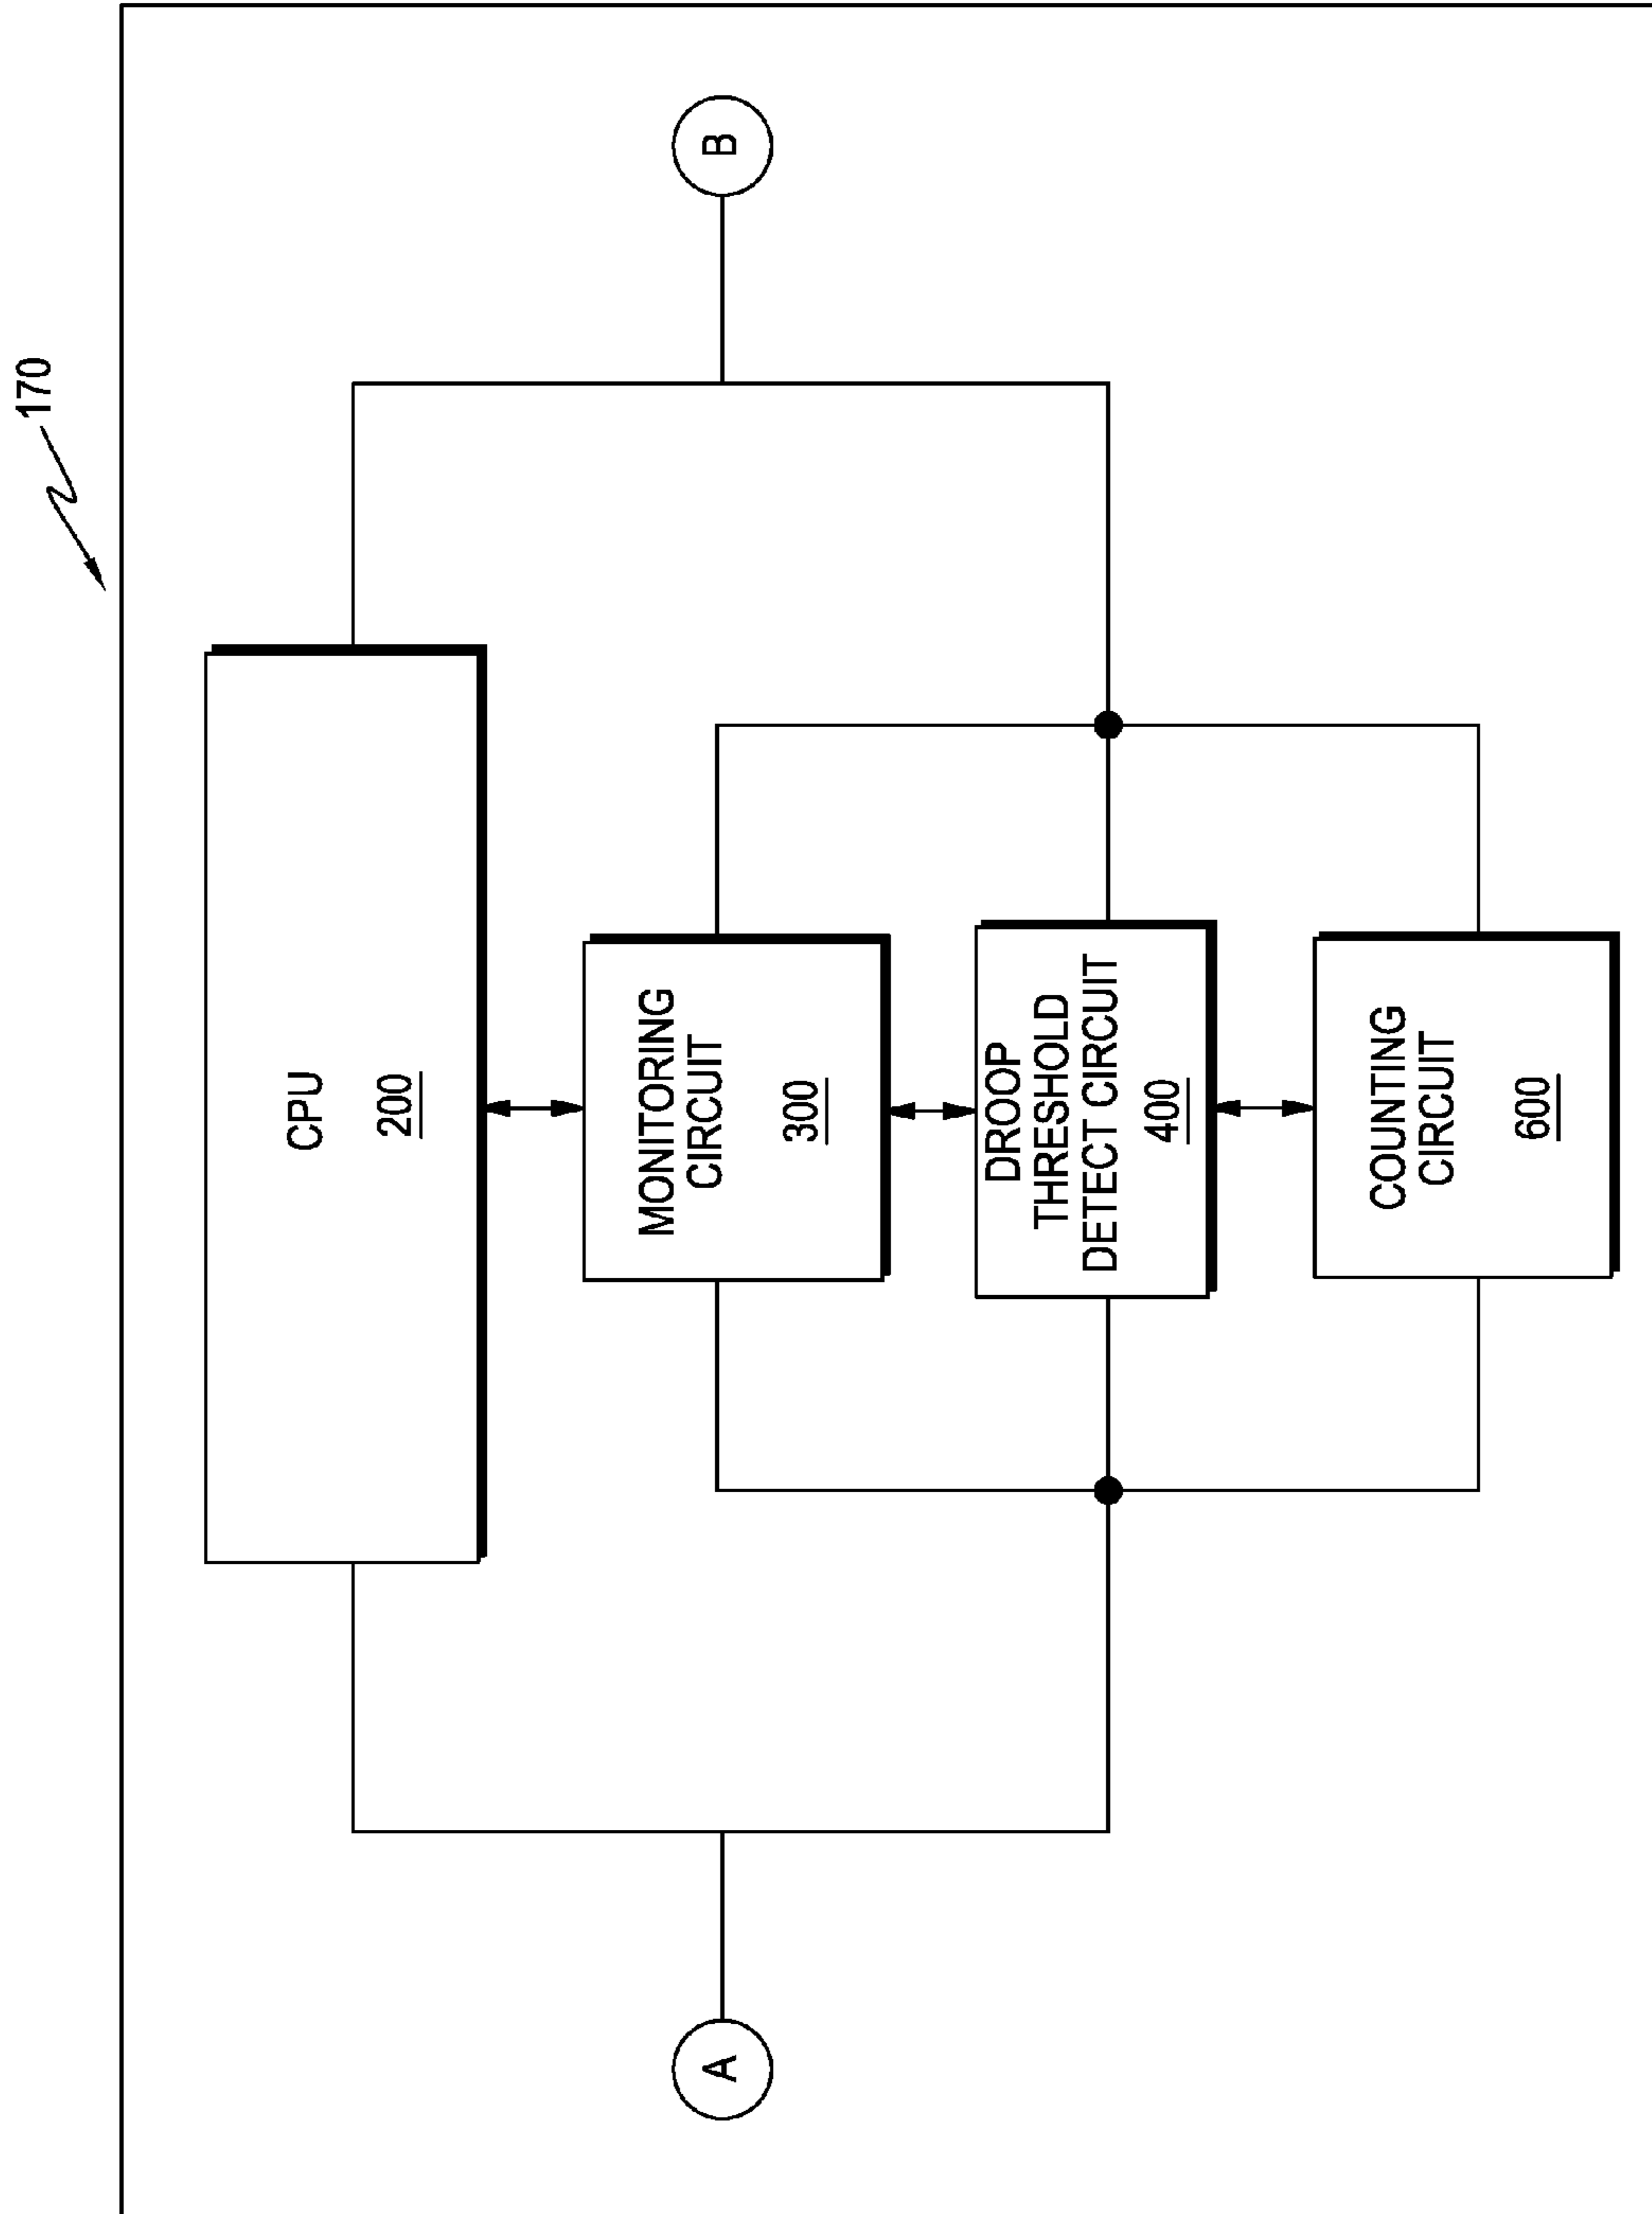 170
CPU
200
MONITORING
CIRCUIT
300
DROOP
THRESHOLD
DETECT CIRCUIT
400
COUNTING
CIRCUIT
600
A
B